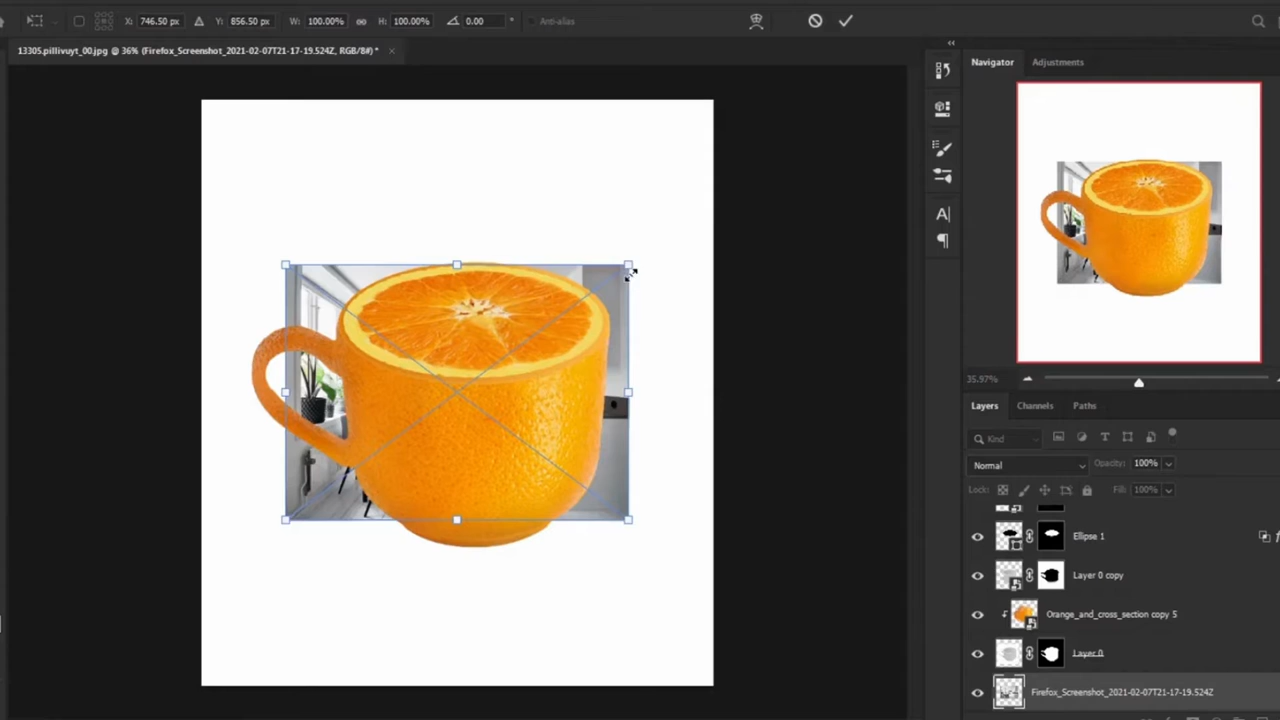 X: 746.50 px Y: 856.50 px W: 100.00% H: 100.00% 0.00 ° Anti-alias
13305.pillivuyt_00.jpg @ 36% (Firefox_Screenshot_2021-02-07T21-17-19.524Z, RGB/8#) * ×
Navigator Adjustments
35.97%
Layers Channels Paths
Kind
Normal Opacity: 100%
Lock: Fill: 100%
Ellipse 1
Layer 0 copy
Orange_and_cross_section copy 5
Layer 0
Firefox_Screenshot_2021-02-07T21-17-19.524Z